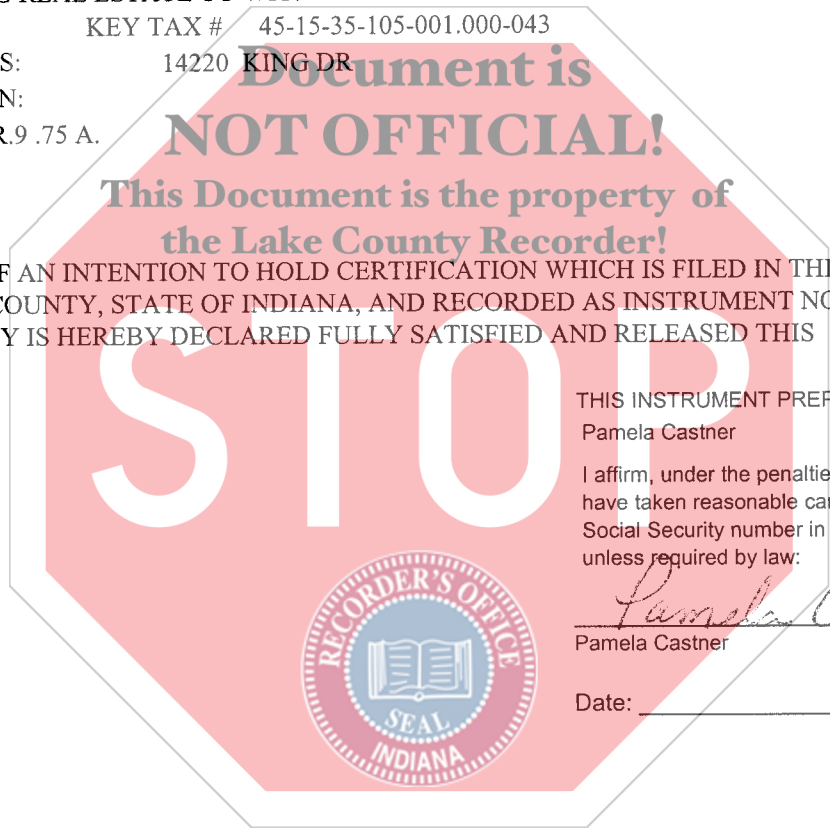 REAL ESTATE
KEY TAX # 45-15-35-105-001.000-043
S: 14220 KING DR
N:
R.9 .75 A.
Document is
NOT OFFICIAL!
This Document is the property of
the Lake County Recorder!
F AN INTENTION TO HOLD CERTIFICATION WHICH IS FILED IN THE
COUNTY, STATE OF INDIANA, AND RECORDED AS INSTRUMENT NO
Y IS HEREBY DECLARED FULLY SATISFIED AND RELEASED THIS
STOP
THIS INSTRUMENT PREP
Pamela Castner
I affirm, under the penaltie
have taken reasonable car
Social Security number in
unless required by law:
Pamela C
Pamela Castner
Date:
RECORDER'S OFFICE
SEAL
INDIANA